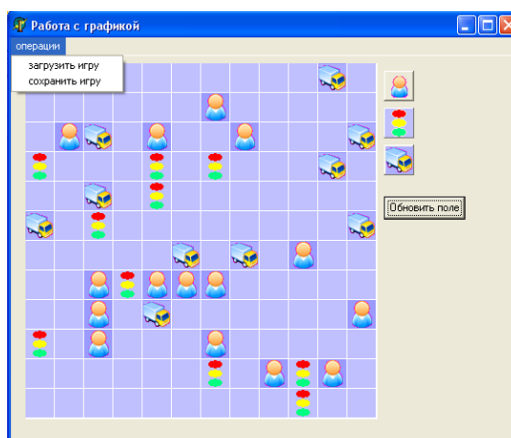 Работа с графикой
операции
загрузить игру
сохранить игру
Обновить поле